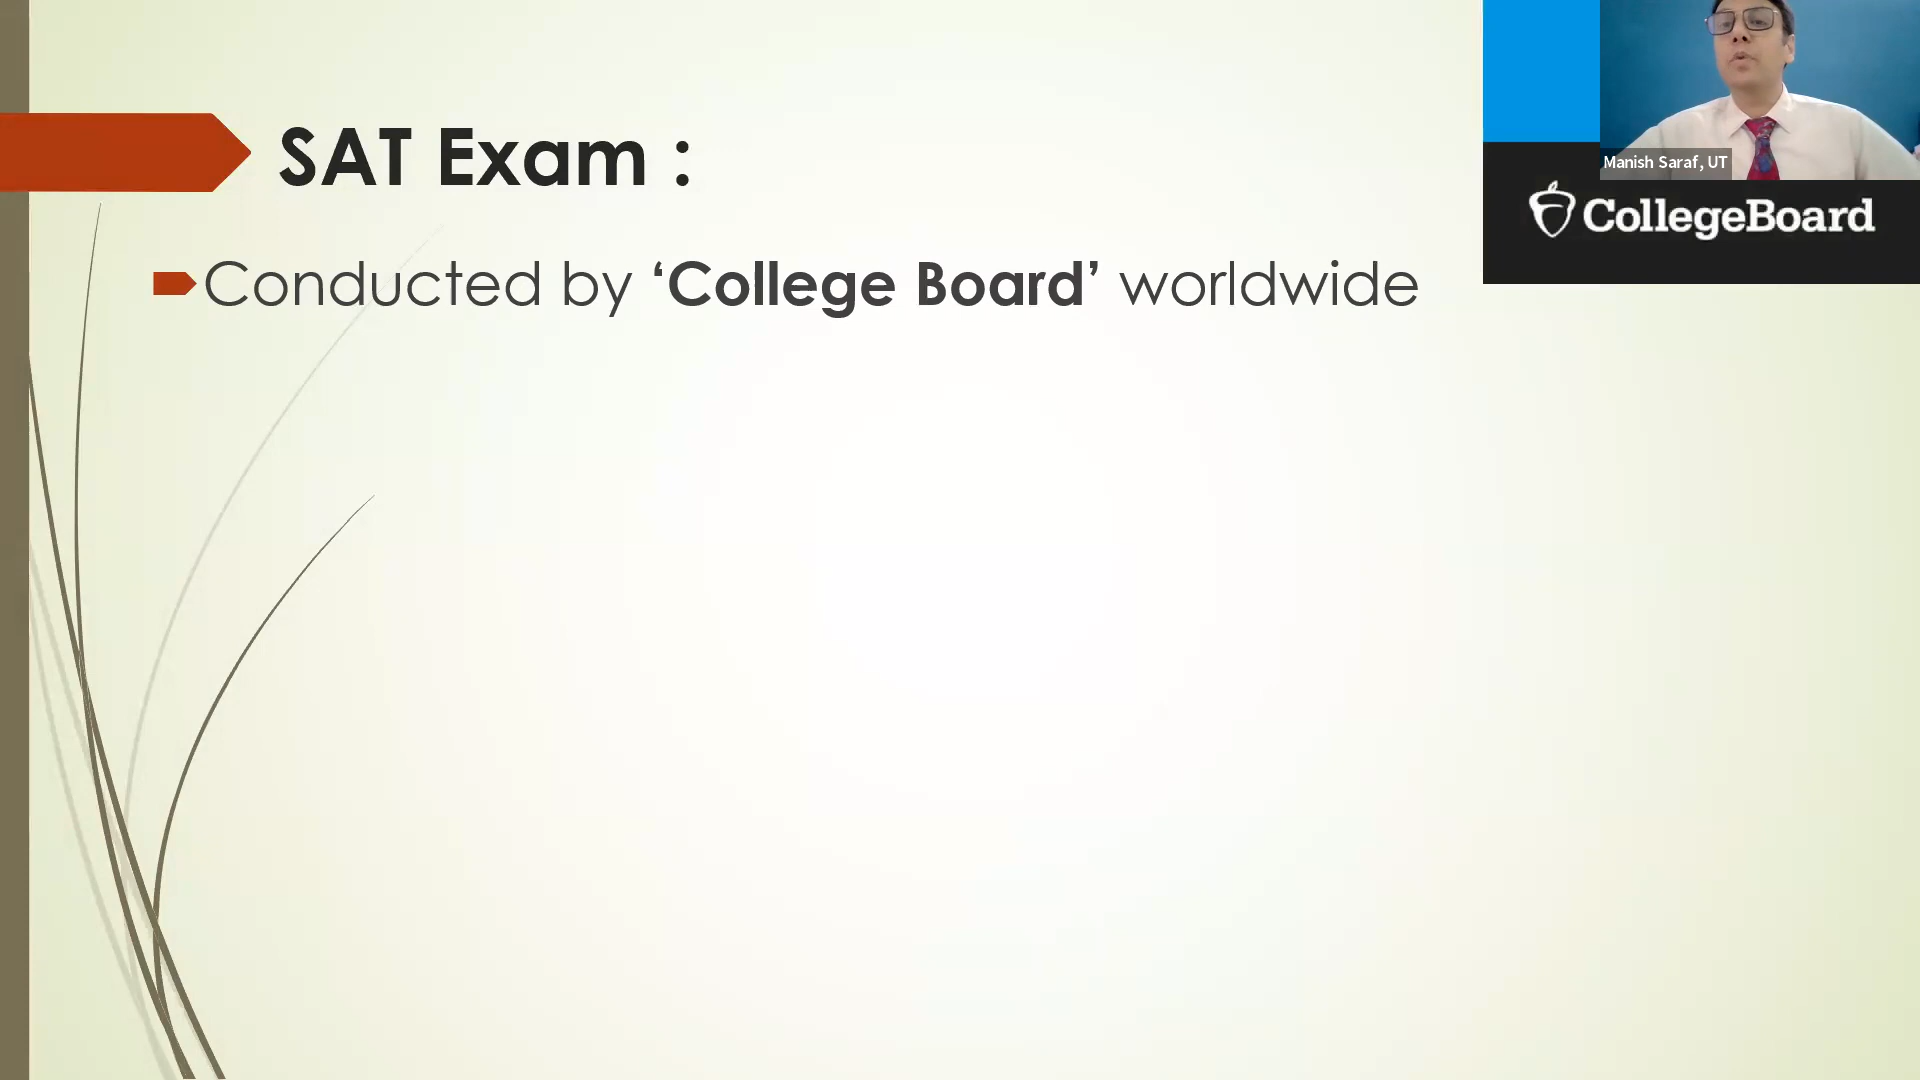 SAT Exam :
Conducted by ‘College Board’ worldwide
Manish Saraf, UT
CollegeBoard